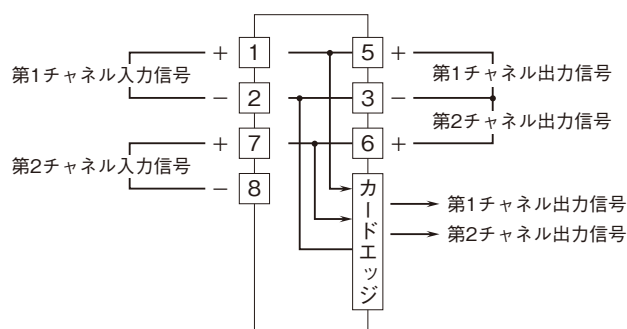 + 1 5 +
第1チャネル入力信号
第1チャネル出力信号
− 2 3 −
第2チャネル出力信号
+ 7 6 +
第2チャネル入力信号
− 8
カードエッジ
第1チャネル出力信号
第2チャネル出力信号